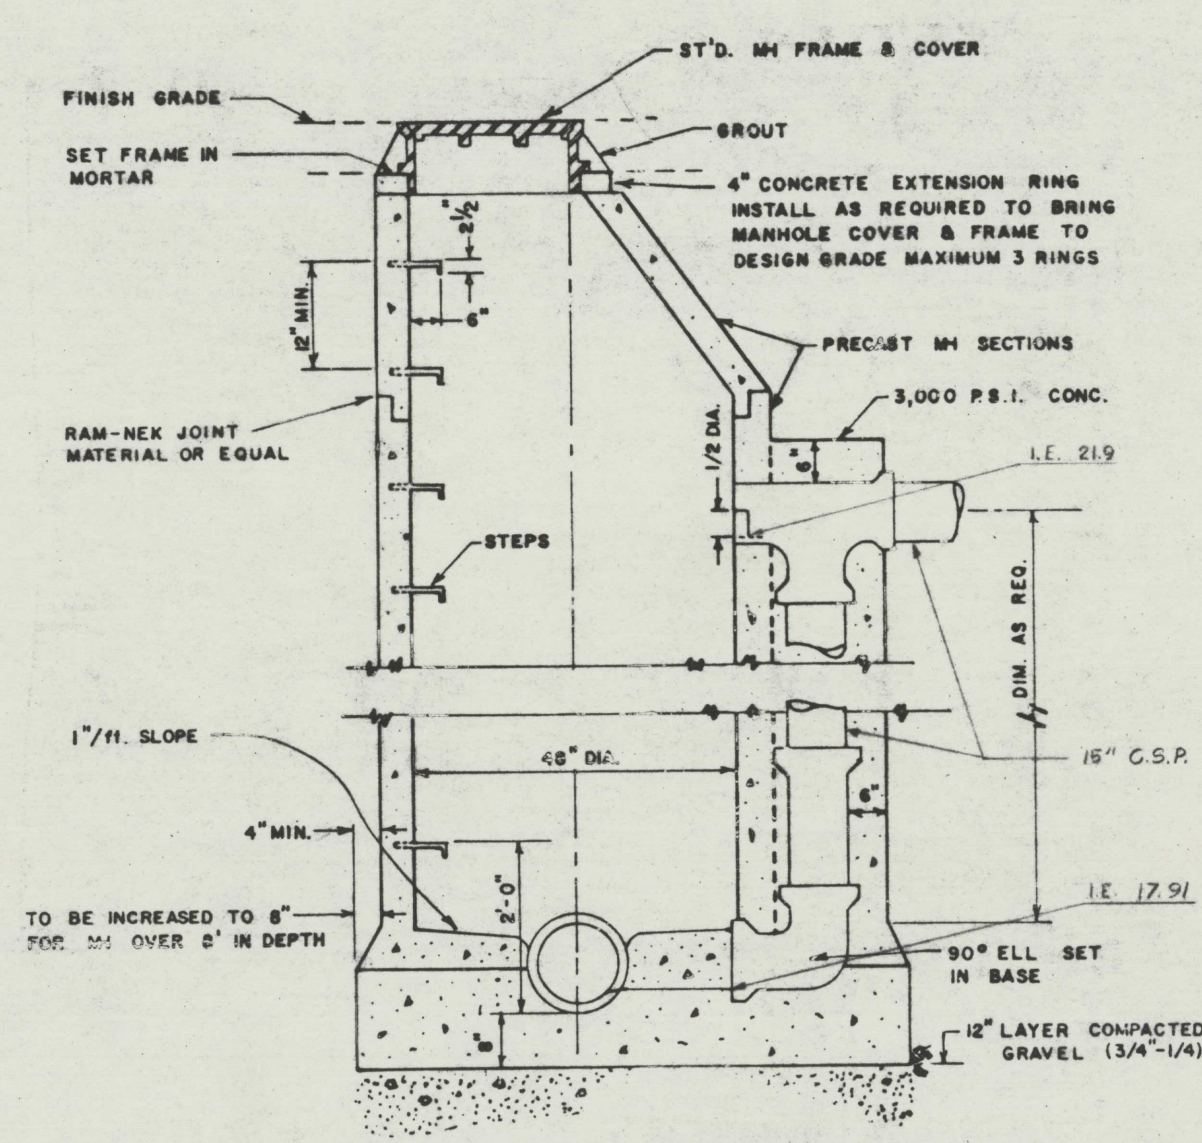 ST'D. MH FRAME & COVER
FINISH GRADE
GROUT
SET FRAME IN
MORTAR
4" CONCRETE EXTENSION RING
INSTALL AS REQUIRED TO BRING
MANHOLE COVER & FRAME TO
DESIGN GRADE MAXIMUM 3 RINGS
2½"
12" MIN.
6"
PRECAST MH SECTIONS
3,000 P.S.I. CONC.
RAM-NEK JOINT
MATERIAL OR EQUAL
1/2 DIA.
6"
I.E. 21.9
STEPS
DIM. AS REQ.
1"/ft. SLOPE
48" DIA.
15" C.S.P.
6"
4" MIN.
2'-0"
I.E. 17.91
TO BE INCREASED TO 8"
FOR MH OVER 8' IN DEPTH
90° ELL SET
IN BASE
8"
12" LAYER COMPACTED
GRAVEL (3/4"-1/4)